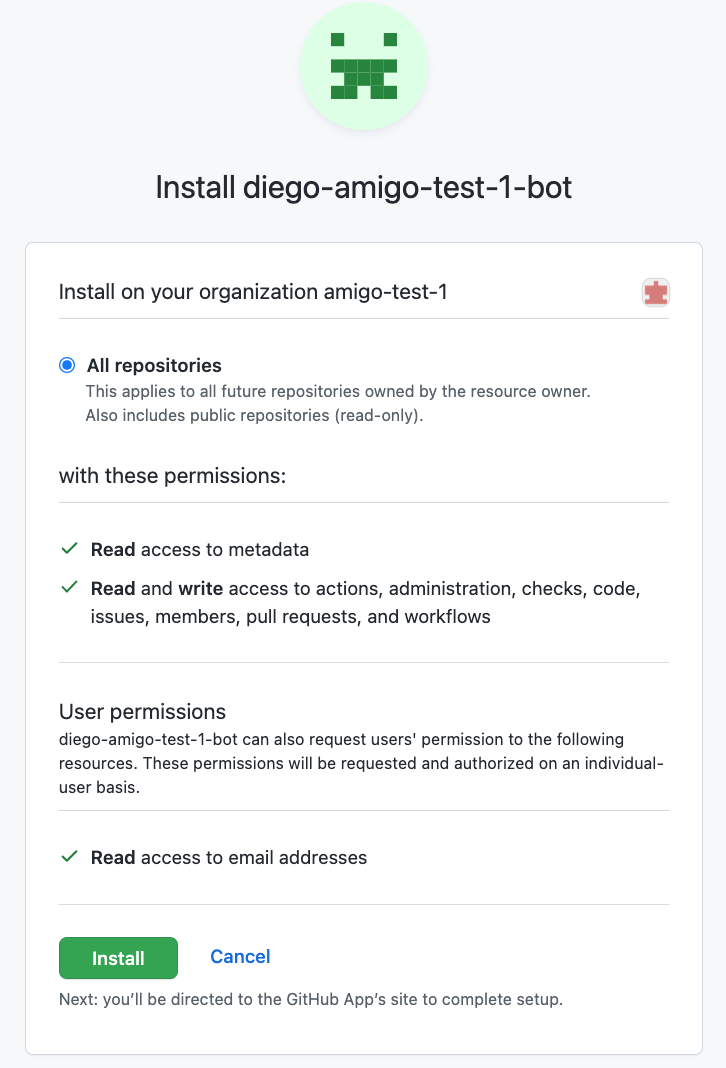 Install diego-amigo-test-1-bot
Install on your organization amigo-test-1
All repositories
This applies to all future repositories owned by the resource owner.
Also includes public repositories (read-only).
with these permissions:
Read access to metadata
Read and write access to actions, administration, checks, code,
issues, members, pull requests, and workflows
User permissions
diego-amigo-test-1-bot can also request users' permission to the following
resources. These permissions will be requested and authorized on an individual-
user basis.
Read access to email addresses
Install
Cancel
Next: you’ll be directed to the GitHub App’s site to complete setup.